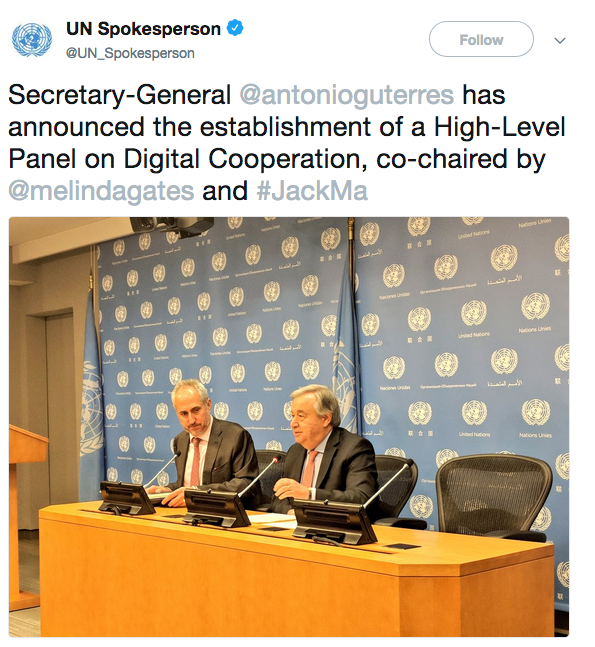 UN Spokesperson
@UN_Spokesperson
Follow
Secretary-General @antonioguterres has
announced the establishment of a High-Level
Panel on Digital Cooperation, co-chaired by
@melindagates and #JackMa
United Nations
Nations Unies